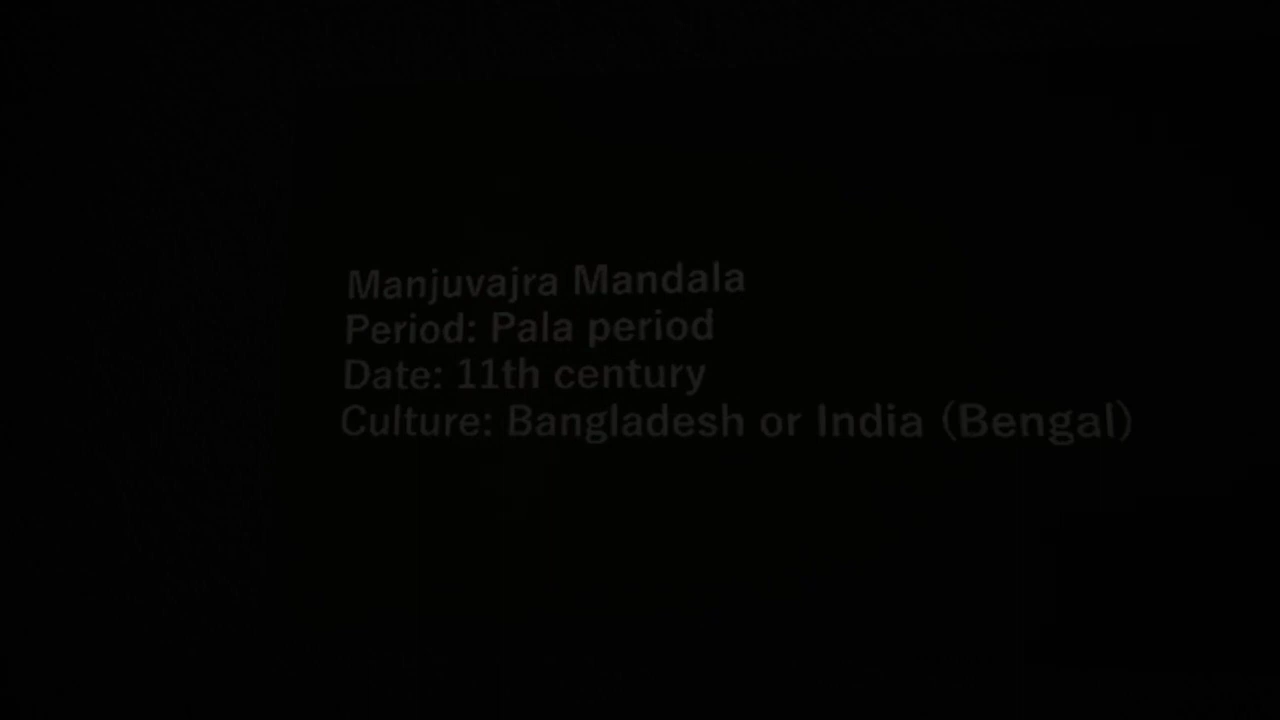 Manjuvajra Mandala
Period: Pala period
Date: 11th century
Culture: Bangladesh or India (Bengal)